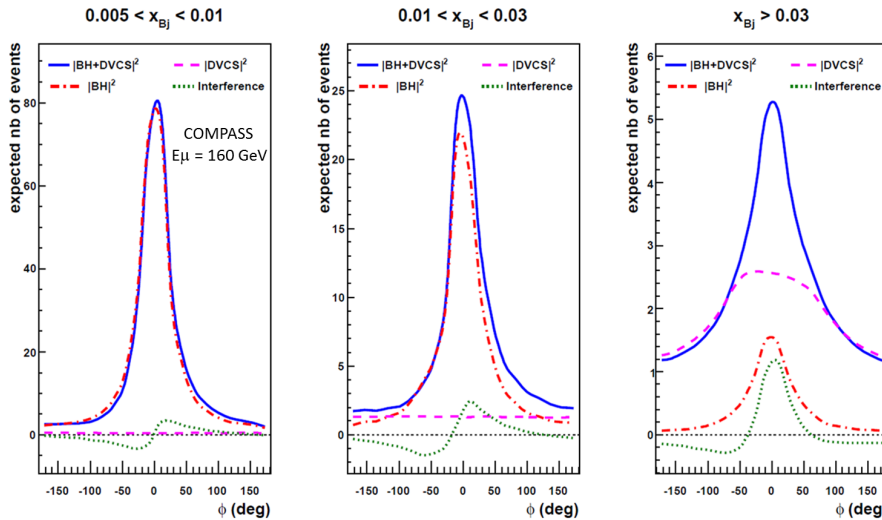 0.005 < xBj < 0.01
expected nb of events
|BH+DVCS|² |DVCS|²
|BH|² Interference
COMPASS
Eμ = 160 GeV
80
60
40
20
0
-150 -100 -50 0 50 100 150
ϕ (deg)
0.01 < xBj < 0.03
expected nb of events
|BH+DVCS|² |DVCS|²
|BH|² Interference
25
20
15
10
5
0
-150 -100 -50 0 50 100 150
ϕ (deg)
xBj > 0.03
expected nb of events
|BH+DVCS|² |DVCS|²
|BH|² Interference
6
5
4
3
2
1
0
-150 -100 -50 0 50 100 150
ϕ (deg)